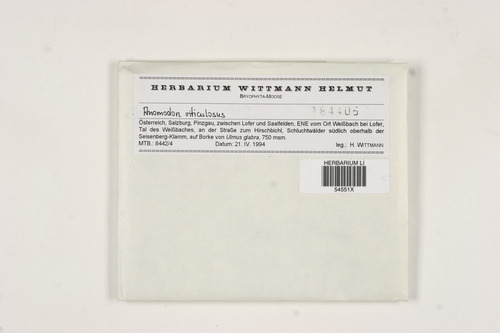 HERBARIUM WITTMANN HELMUT
BRYOPHYTA-MOOSE
Anomodon viticulosus
184405
Österreich, Salzburg, Pinzgau, zwischen Lofer und Saalfelden, ENE vom Ort Weißbach bei Lofer,
Tal des Weißbaches, an der Straße zum Hirschbichl, Schluchtwälder südlich oberhalb der
Seisenberg-Klamm, auf Borke von Ulmus glabra, 750 msm.
MTB.: 8442/4 Datum: 21. IV. 1994 leg.: H. WITTMANN
HERBARIUM LI
54551X